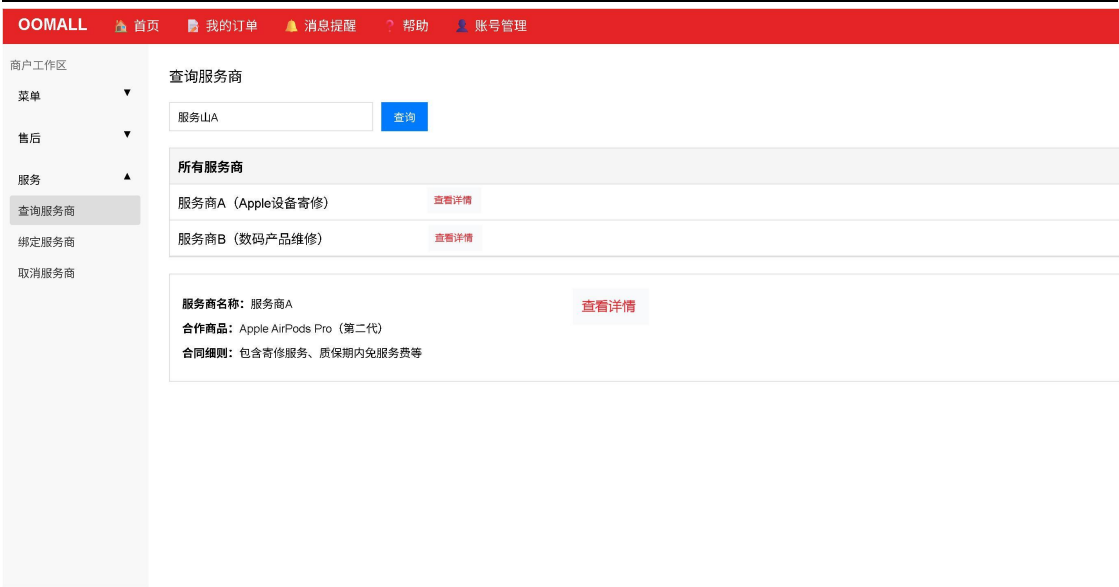 OOMALL 首页 我的订单 消息提醒 帮助 账号管理
商户工作区
菜单 ▼
售后 ▼
服务 ▲
查询服务商
绑定服务商
取消服务商
查询服务商
服务山A 查询
所有服务商
服务商A（Apple设备寄修） 查看详情
服务商B（数码产品维修） 查看详情
服务商名称：服务商A 查看详情
合作商品：Apple AirPods Pro（第二代）
合同细则：包含寄修服务、质保期内免服务费等